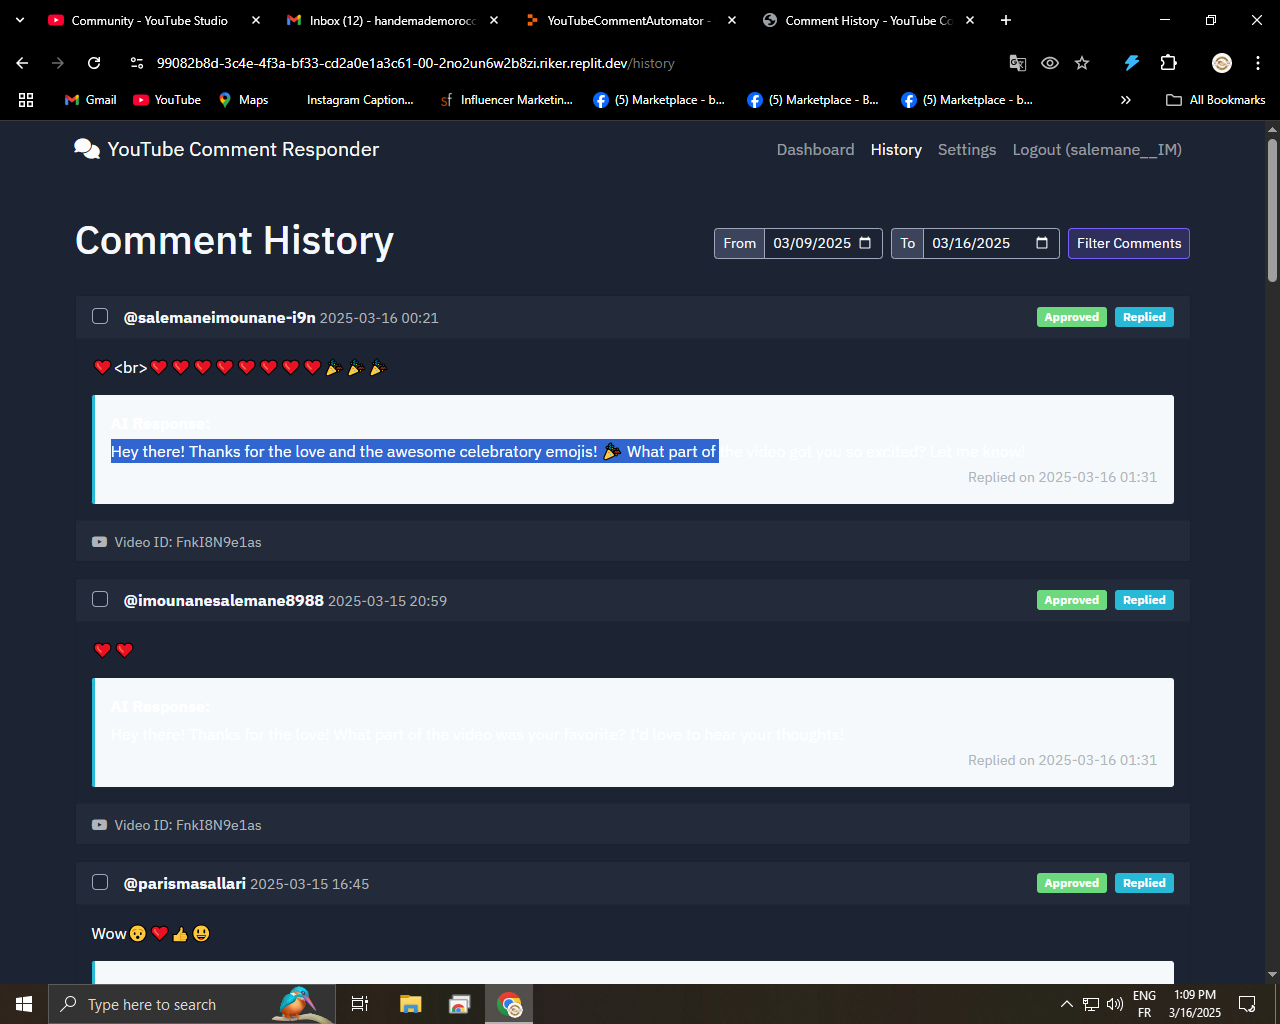 Community - YouTube Studio
Inbox (12) - handemademoroc
YouTubeCommentAutomator -
Comment History - YouTube Co
99082b8d-3c4e-4f3a-bf33-cd2a0e1a3c61-00-2no2un6w2b8zi.riker.replit.dev/history
Gmail
YouTube
Maps
Instagram Caption...
sf Influencer Marketin...
(5) Marketplace - b...
(5) Marketplace - B...
(5) Marketplace - b...
»
All Bookmarks
YouTube Comment Responder
Dashboard
History
Settings
Logout (salemane__IM)
Comment History
From 03/09/2025
To 03/16/2025
Filter Comments
@salemaneimounane-i9n 2025-03-16 00:21
Approved
Replied
❤️<br>❤️❤️❤️❤️❤️❤️❤️❤️🎉🎉🎉
AI Response:
Hey there! Thanks for the love and the awesome celebratory emojis! 🎉 What part of the video got you so excited? Let me know!
Replied on 2025-03-16 01:31
Video ID: FnkI8N9e1as
@imounanesalemane8988 2025-03-15 20:59
Approved
Replied
❤️❤️
AI Response:
Hey there! Thanks for the love! What part of the video was your favorite? I'd love to hear your thoughts!
Replied on 2025-03-16 01:31
Video ID: FnkI8N9e1as
@parismasallari 2025-03-15 16:45
Approved
Replied
Wow😯❤️👍😃
Type here to search
ENG
FR
1:09 PM
3/16/2025